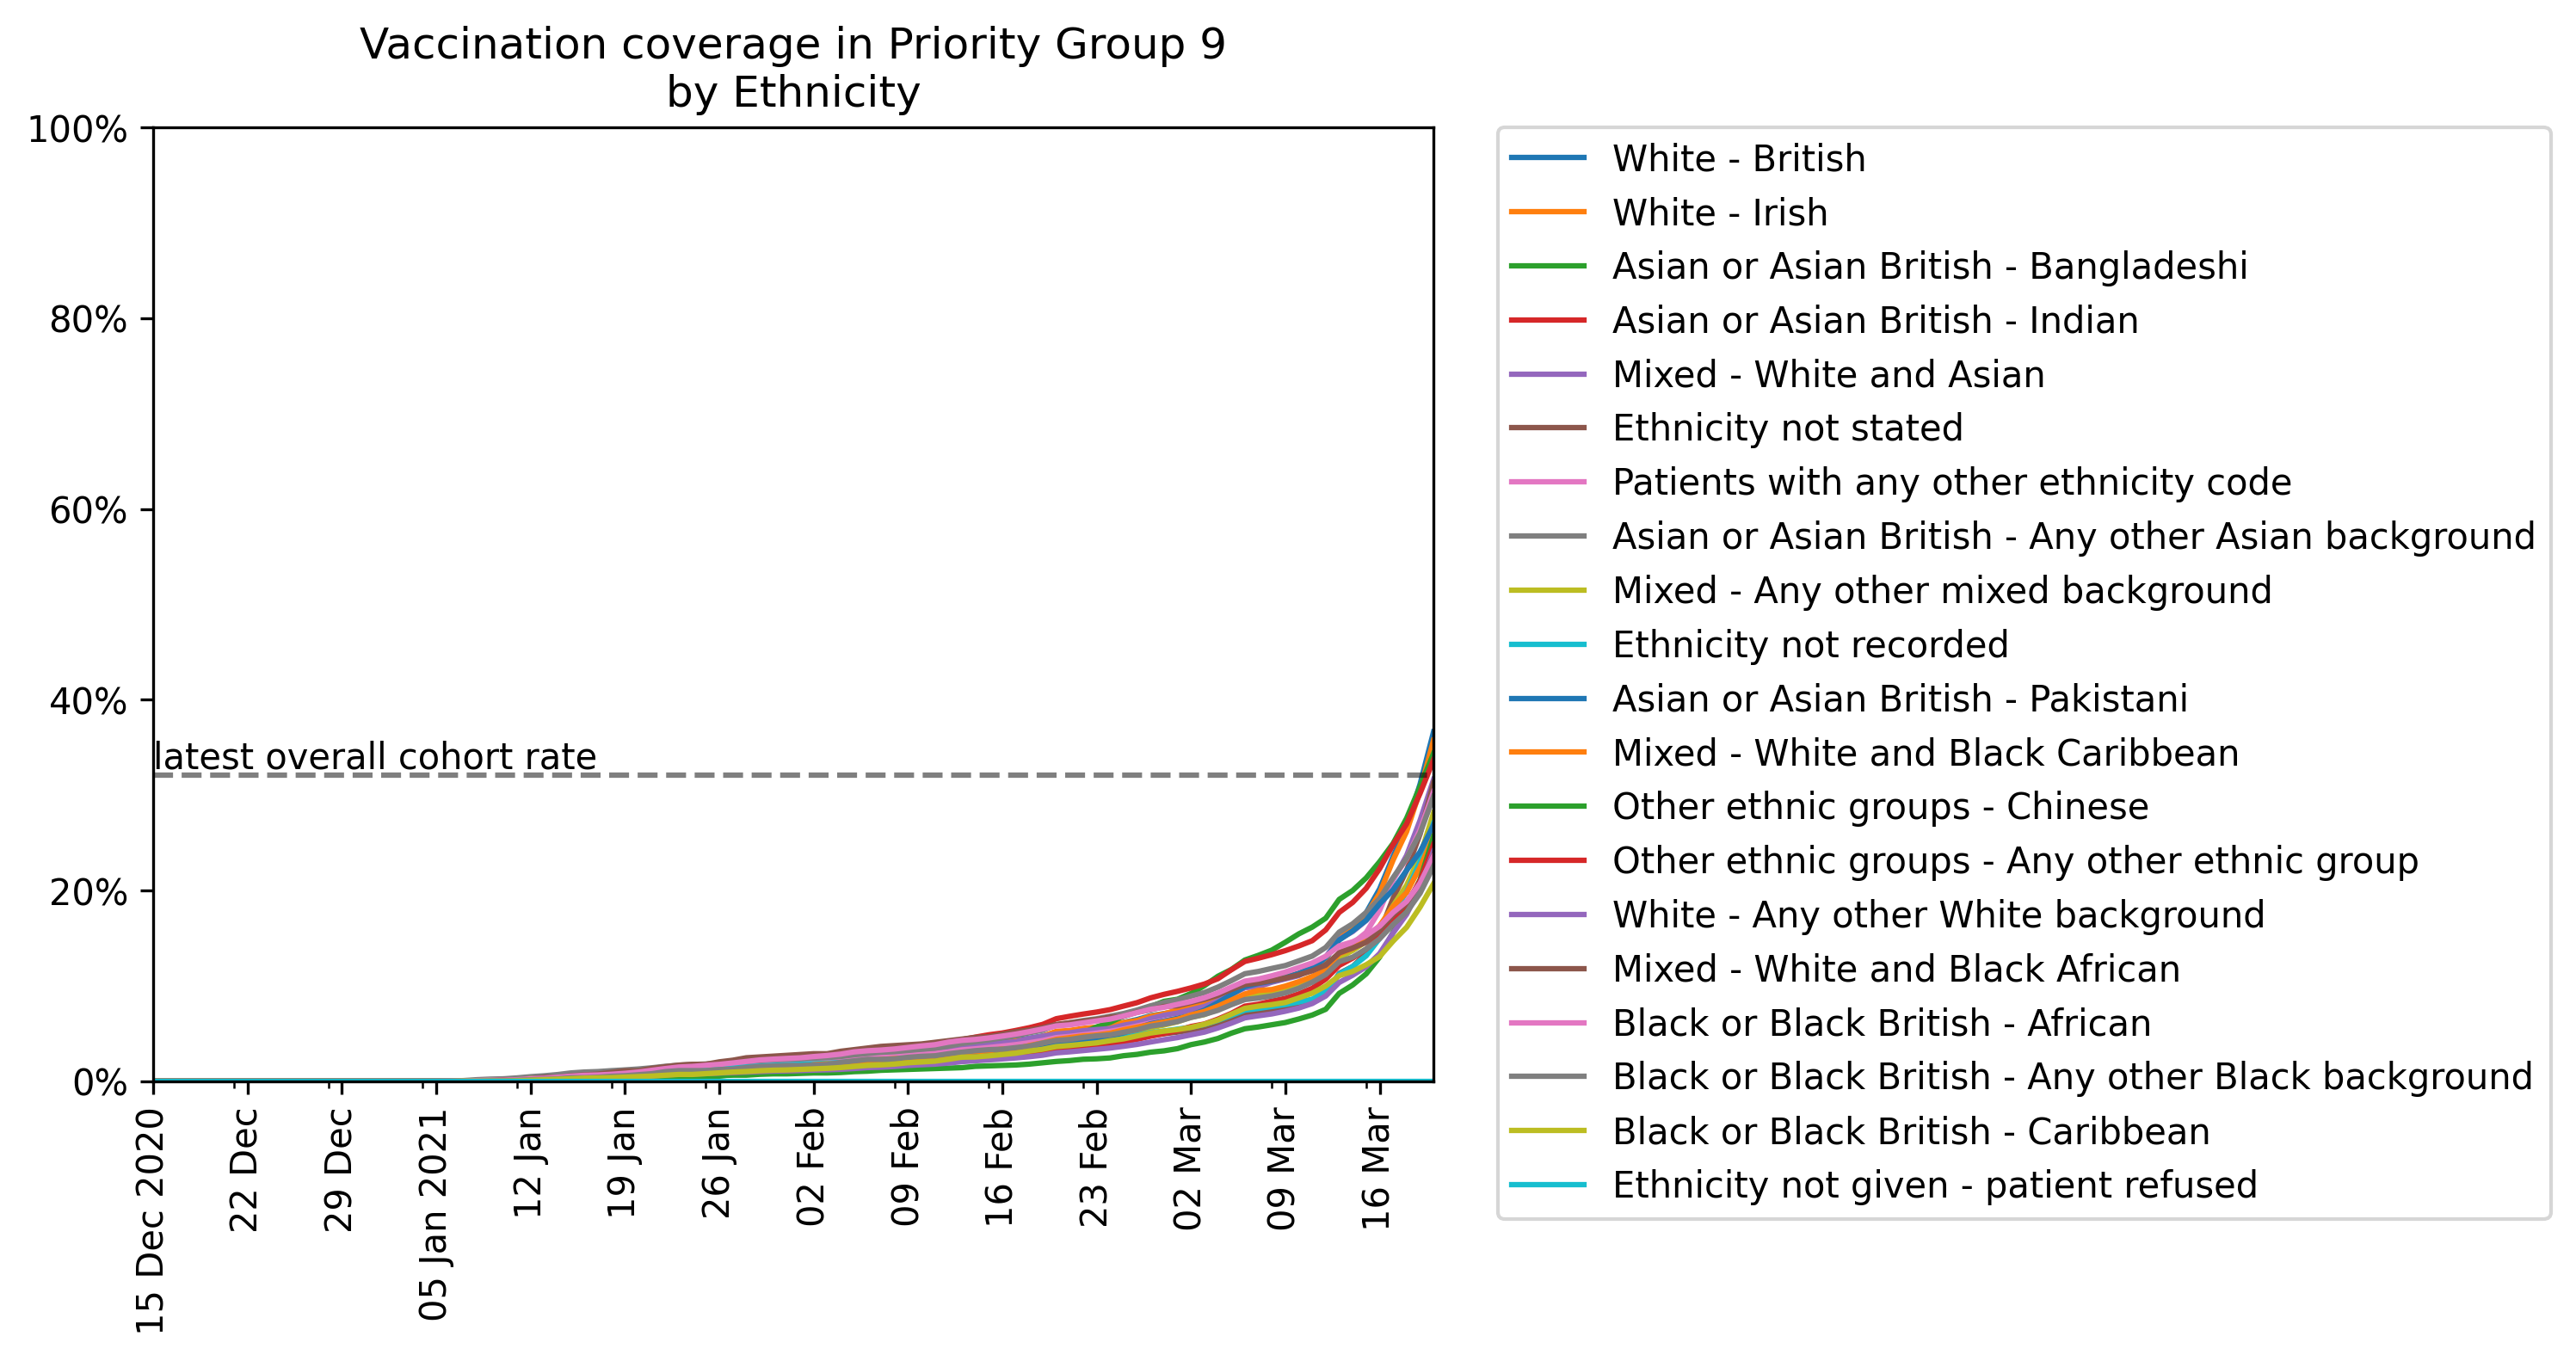 Vaccination coverage in Priority Group 9
by Ethnicity
100%
80%
60%
40%
20%
0%
latest overall cohort rate
15 Dec 2020
22 Dec
29 Dec
05 Jan 2021
12 Jan
19 Jan
26 Jan
02 Feb
09 Feb
16 Feb
23 Feb
02 Mar
09 Mar
16 Mar
White - British
White - Irish
Asian or Asian British - Bangladeshi
Asian or Asian British - Indian
Mixed - White and Asian
Ethnicity not stated
Patients with any other ethnicity code
Asian or Asian British - Any other Asian background
Mixed - Any other mixed background
Ethnicity not recorded
Asian or Asian British - Pakistani
Mixed - White and Black Caribbean
Other ethnic groups - Chinese
Other ethnic groups - Any other ethnic group
White - Any other White background
Mixed - White and Black African
Black or Black British - African
Black or Black British - Any other Black background
Black or Black British - Caribbean
Ethnicity not given - patient refused